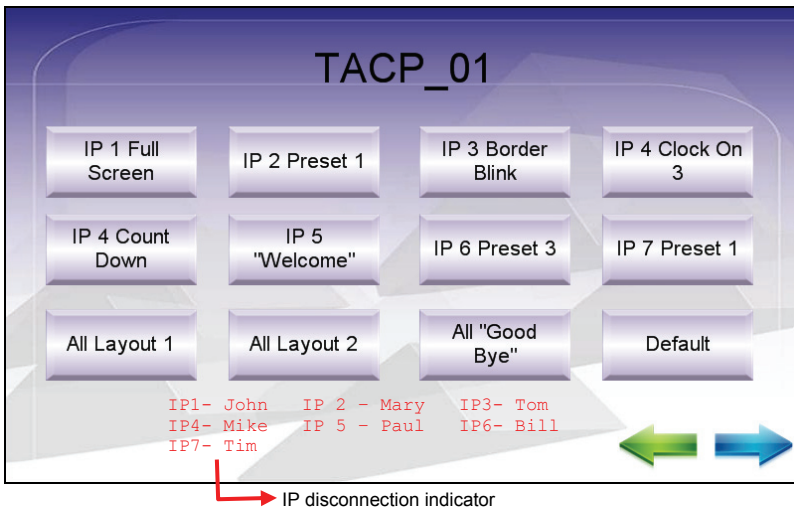 TACP_01
IP 1 Full
Screen
IP 2 Preset 1
IP 3 Border
Blink
IP 4 Clock On
3
IP 4 Count
Down
IP 5
"Welcome"
IP 6 Preset 3
IP 7 Preset 1
All Layout 1
All Layout 2
All "Good
Bye"
Default
IP1- John IP 2 – Mary IP3- Tom
IP4- Mike IP 5 – Paul IP6- Bill
IP7- Tim
IP disconnection indicator